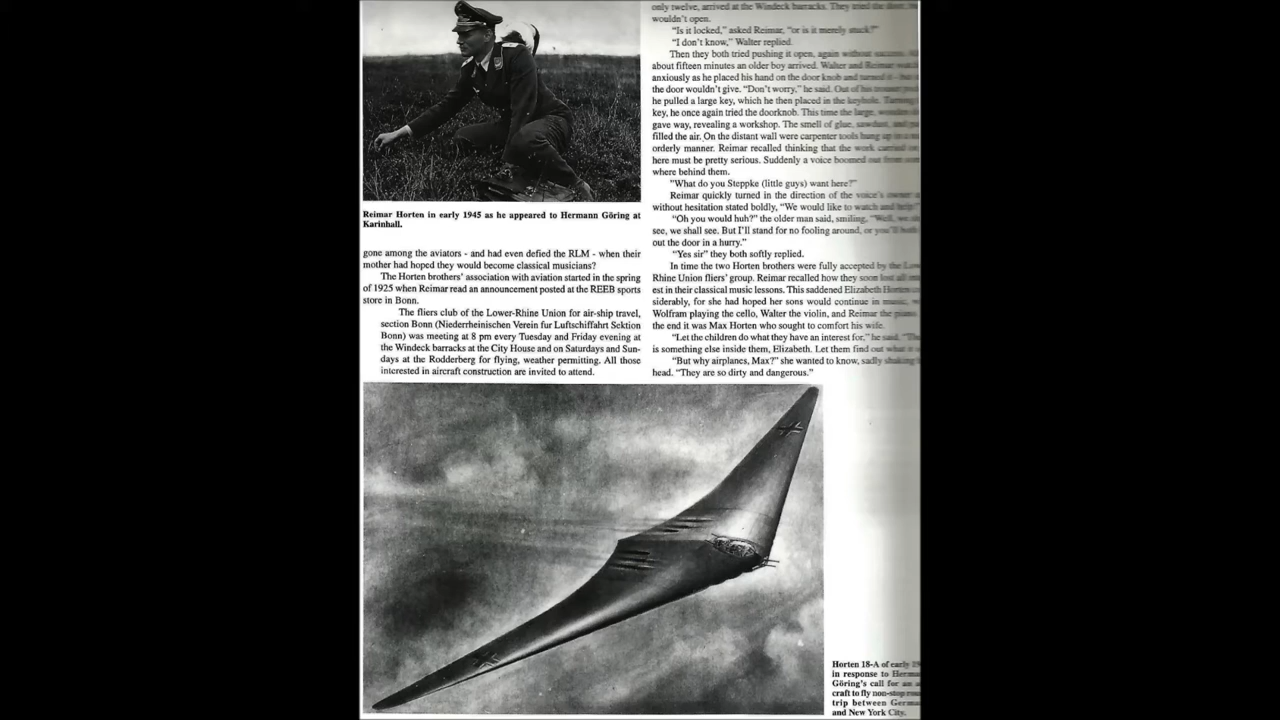 Reimar Horten in early 1945 as he appeared to Hermann Göring at
Karinhall.
gone among the aviators - and had even defied the RLM - when their
mother had hoped they would become classical musicians?
The Horten brothers' association with aviation started in the spring
of 1925 when Reimar read an announcement posted at the REEB sports
store in Bonn.
The fliers club of the Lower-Rhine Union for air-ship travel,
section Bonn (Niederrheinischen Verein fur Luftschiffahrt Sektion
Bonn) was meeting at 8 pm every Tuesday and Friday evening at
the Windeck barracks at the City House and on Saturdays and Sun-
days at the Rodderberg for flying, weather permitting. All those
interested in aircraft construction are invited to attend.
only twelve, arrived at the Windeck barracks. They tried the door,
wouldn't open.
"Is it locked," asked Reimar, "or is it merely stuck?"
"I don't know," Walter replied.
Then they both tried pushing it open, again without success.
about fifteen minutes an older boy arrived. Walter and Reimar
anxiously as he placed his hand on the door knob and turned it -
the door wouldn't give. "Don't worry," he said. Out of his
he pulled a large key, which he then placed in the keyhole. Turning
key, he once again tried the doorknob. This time the large,
gave way, revealing a workshop. The smell of glue, sawdust,
filled the air. On the distant wall were carpenter tools hung up in
orderly manner. Reimar recalled thinking that the work carried
here must be pretty serious. Suddenly a voice boomed out from
where behind them.
"What do you Steppke (little guys) want here?"
Reimar quickly turned in the direction of the voice's owner
without hesitation stated boldly, "We would like to watch and help!"
"Oh you would huh?" the older man said, smiling. "Well,
see, we shall see. But I'll stand for no fooling around, or you'll both
out the door in a hurry."
"Yes sir" they both softly replied.
In time the two Horten brothers were fully accepted by the
Rhine Union fliers' group. Reimar recalled how they soon lost all
est in their classical music lessons. This saddened Elizabeth Horten
siderably, for she had hoped her sons would continue in music,
Wolfram playing the cello, Walter the violin, and Reimar the
the end it was Max Horten who sought to comfort his wife.
"Let the children do what they have an interest for," he said,
is something else inside them, Elizabeth. Let them find out what
"But why airplanes, Max?" she wanted to know, sadly shaking
head. "They are so dirty and dangerous."
Horten 18-A of early
in response to
Göring's call for an
craft to fly non-stop
trip between
and New York City.